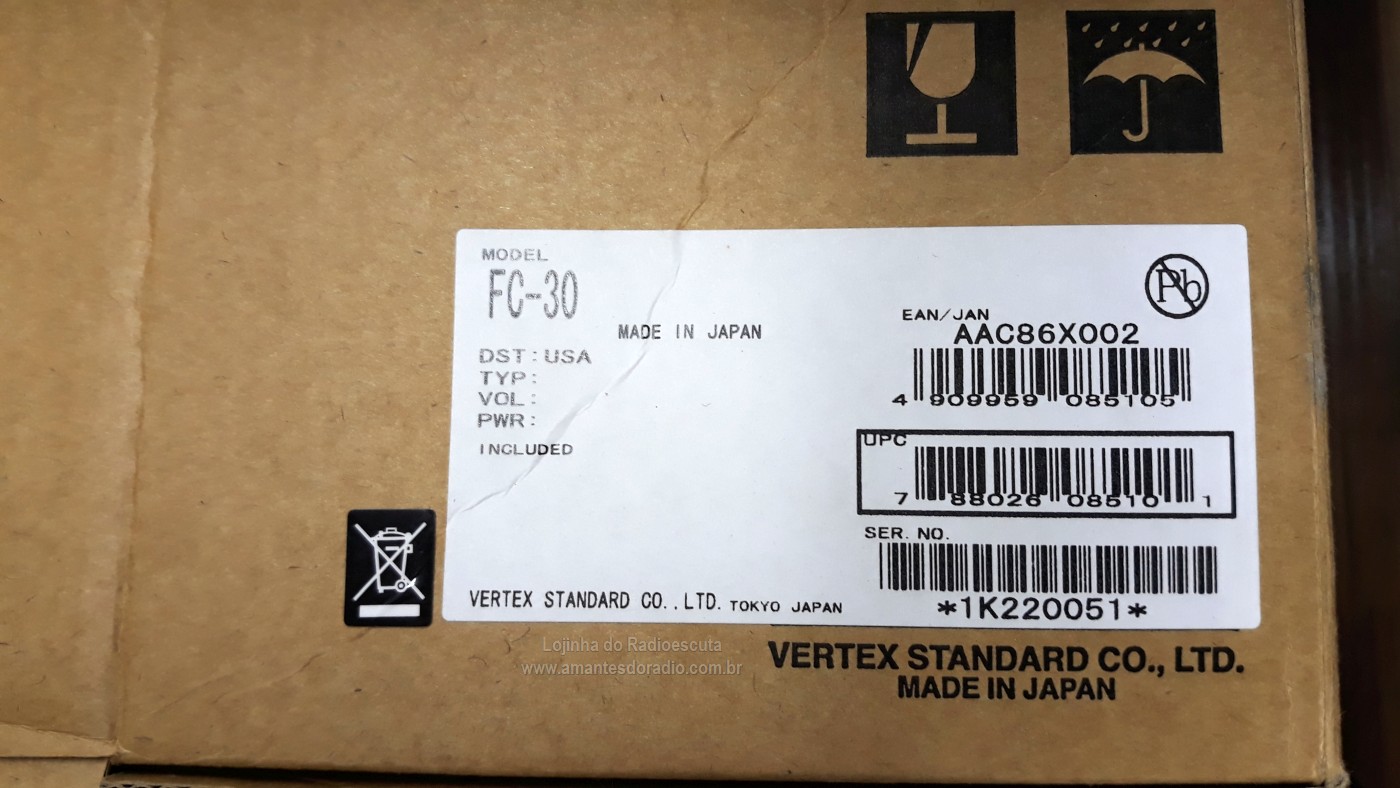 MODEL
FC-30
MADE IN JAPAN
DST: USA
TYP:
VOL:
PWR:
INCLUDED
Pb
EAN/JAN
AAC86X002
4 909959 085105
UPC
7 88026 08510 1
SER. NO.
*1K220051*
VERTEX STANDARD CO., LTD. TOKYO JAPAN
Lojinha do Radioescuta
www.amantesdoradio.com.br
VERTEX STANDARD CO., LTD.
MADE IN JAPAN